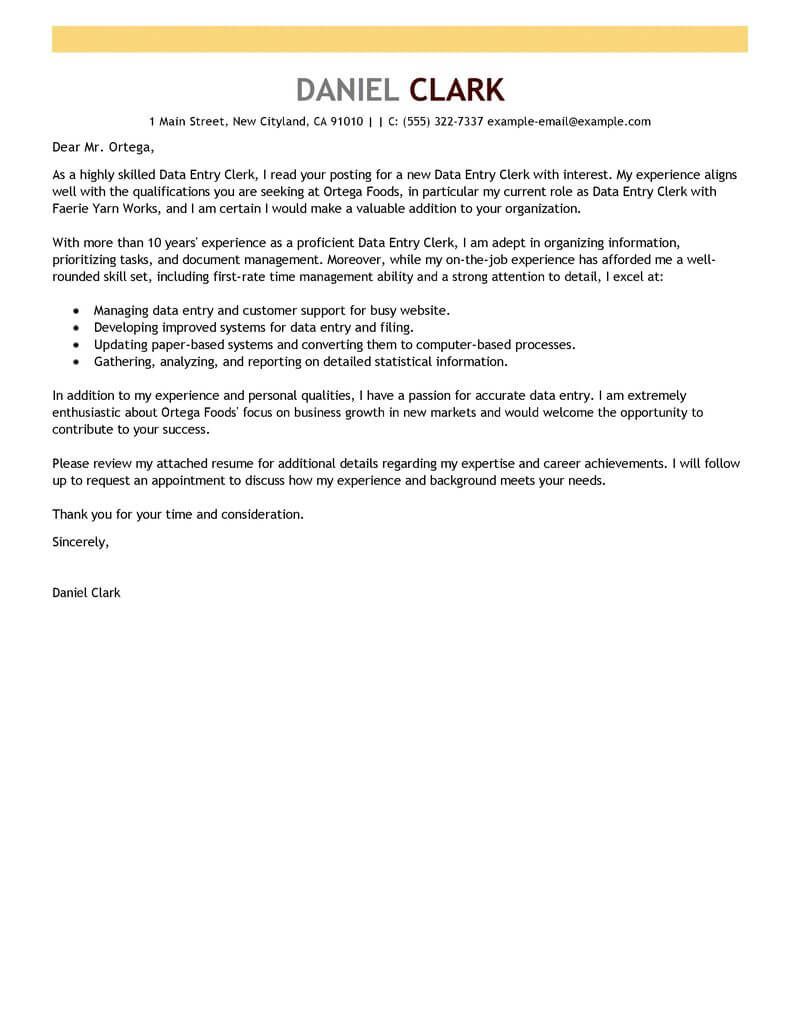 DANIEL CLARK
1 Main Street, New Cityland, CA 91010 | | C: (555) 322-7337 example-email@example.com
Dear Mr. Ortega,
As a highly skilled Data Entry Clerk, I read your posting for a new Data Entry Clerk with interest. My experience aligns
well with the qualifications you are seeking at Ortega Foods, in particular my current role as Data Entry Clerk with
Faerie Yarn Works, and I am certain I would make a valuable addition to your organization.
With more than 10 years' experience as a proficient Data Entry Clerk, I am adept in organizing information,
prioritizing tasks, and document management. Moreover, while my on-the-job experience has afforded me a well-
rounded skill set, including first-rate time management ability and a strong attention to detail, I excel at:
• Managing data entry and customer support for busy website.
• Developing improved systems for data entry and filing.
• Updating paper-based systems and converting them to computer-based processes.
• Gathering, analyzing, and reporting on detailed statistical information.
In addition to my experience and personal qualities, I have a passion for accurate data entry. I am extremely
enthusiastic about Ortega Foods' focus on business growth in new markets and would welcome the opportunity to
contribute to your success.
Please review my attached resume for additional details regarding my expertise and career achievements. I will follow
up to request an appointment to discuss how my experience and background meets your needs.
Thank you for your time and consideration.
Sincerely,
Daniel Clark